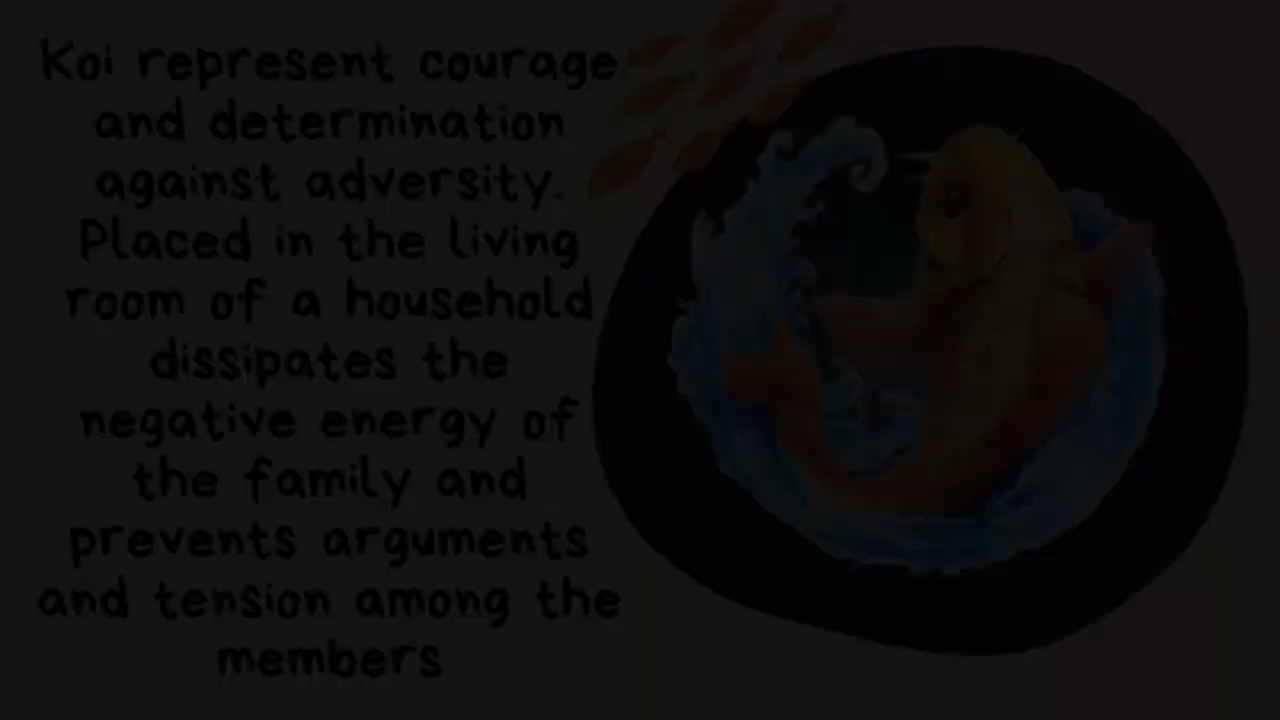 Koi represent courage
and determination
against adversity.
Placed in the living
room of a household
dissipates the
negative energy of
the family and
prevents arguments
and tension among the
members